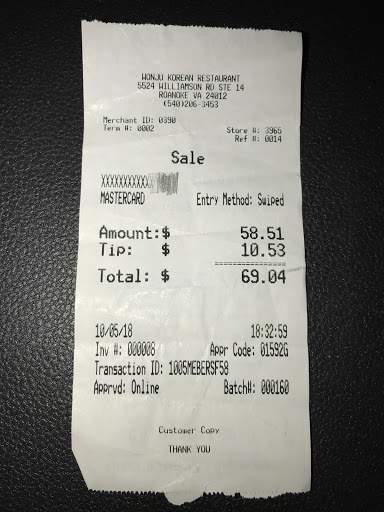 WONJU KOREAN RESTAURANT
5524 WILLIAMSON RD STE 14
ROANOKE VA 24012
(540)206-3453
Merchant ID: 0390
Term #: 0002 Store #: 3965
Ref #: 0014
Sale
XXXXXXXXXXX
MASTERCARD Entry Method: Swiped
Amount:$ 58.51
Tip: $ 10.53
Total: $ 69.04
10/05/18 18:32:59
Inv #: 000008 Appr Code: 01592G
Transaction ID: 1005MEBERSF58
Apprvd: Online Batch#: 000160
Customer Copy
THANK YOU